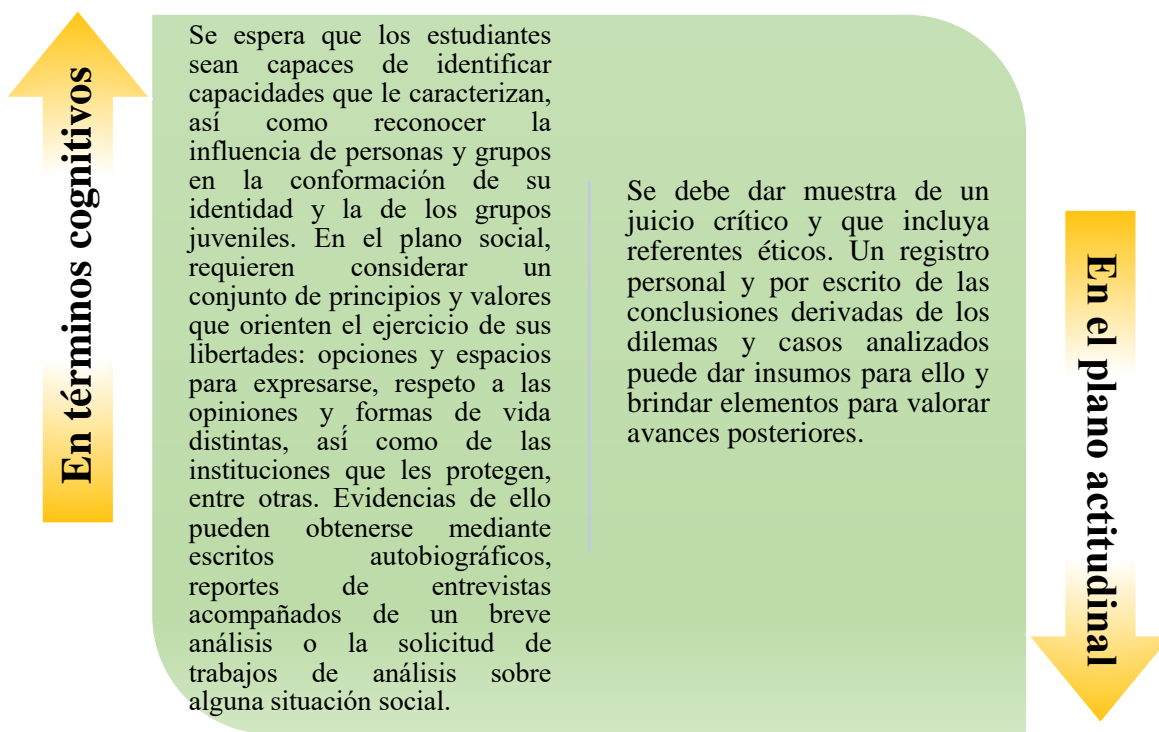 En términos cognitivos
Se espera que los estudiantes
sean capaces de identificar
capacidades que le caracterizan,
así como reconocer la
influencia de personas y grupos
en la conformación de su
identidad y la de los grupos
juveniles. En el plano social,
requieren considerar un
conjunto de principios y valores
que orienten el ejercicio de sus
libertades: opciones y espacios
para expresarse, respeto a las
opiniones y formas de vida
distintas, así como de las
instituciones que les protegen,
entre otras. Evidencias de ello
pueden obtenerse mediante
escritos autobiográficos,
reportes de entrevistas
acompañados de un breve
análisis o la solicitud de
trabajos de análisis sobre
alguna situación social.
Se debe dar muestra de un
juicio crítico y que incluya
referentes éticos. Un registro
personal y por escrito de las
conclusiones derivadas de los
dilemas y casos analizados
puede dar insumos para ello y
brindar elementos para valorar
avances posteriores.
En el plano actitudinal